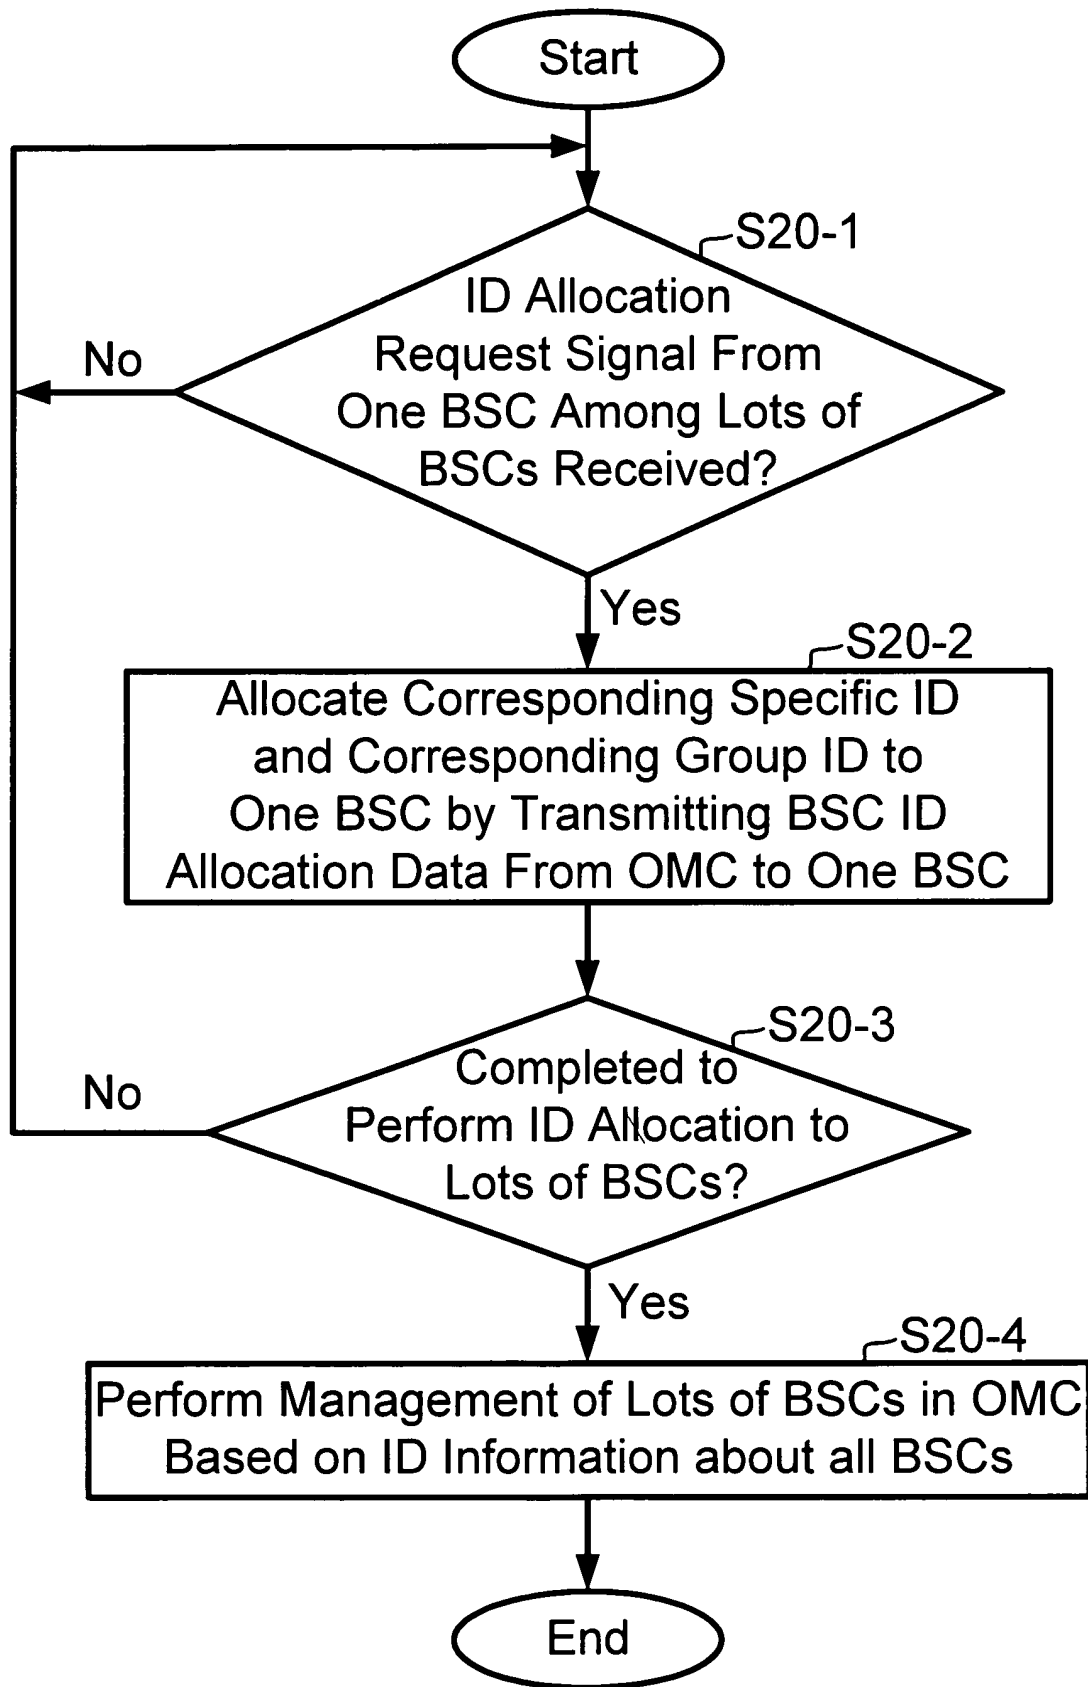 Start
S20-1
ID Allocation
Request Signal From
One BSC Among Lots of
BSCs Received?
No
Yes
S20-2
Allocate Corresponding Specific ID
and Corresponding Group ID to
One BSC by Transmitting BSC ID
Allocation Data From OMC to One BSC
S20-3
Completed to
Perform ID Allocation to
Lots of BSCs?
No
Yes
S20-4
Perform Management of Lots of BSCs in OMC
Based on ID Information about all BSCs
End